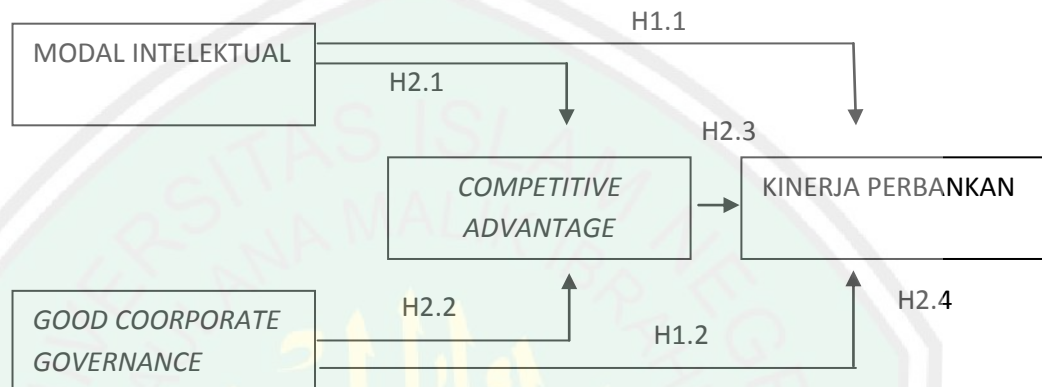 H1.1
MODAL INTELEKTUAL
H2.1
H2.3
COMPETITIVE
ADVANTAGE
KINERJA PERBANKAN
H2.2
H2.4
GOOD COORPORATE
GOVERNANCE
H1.2